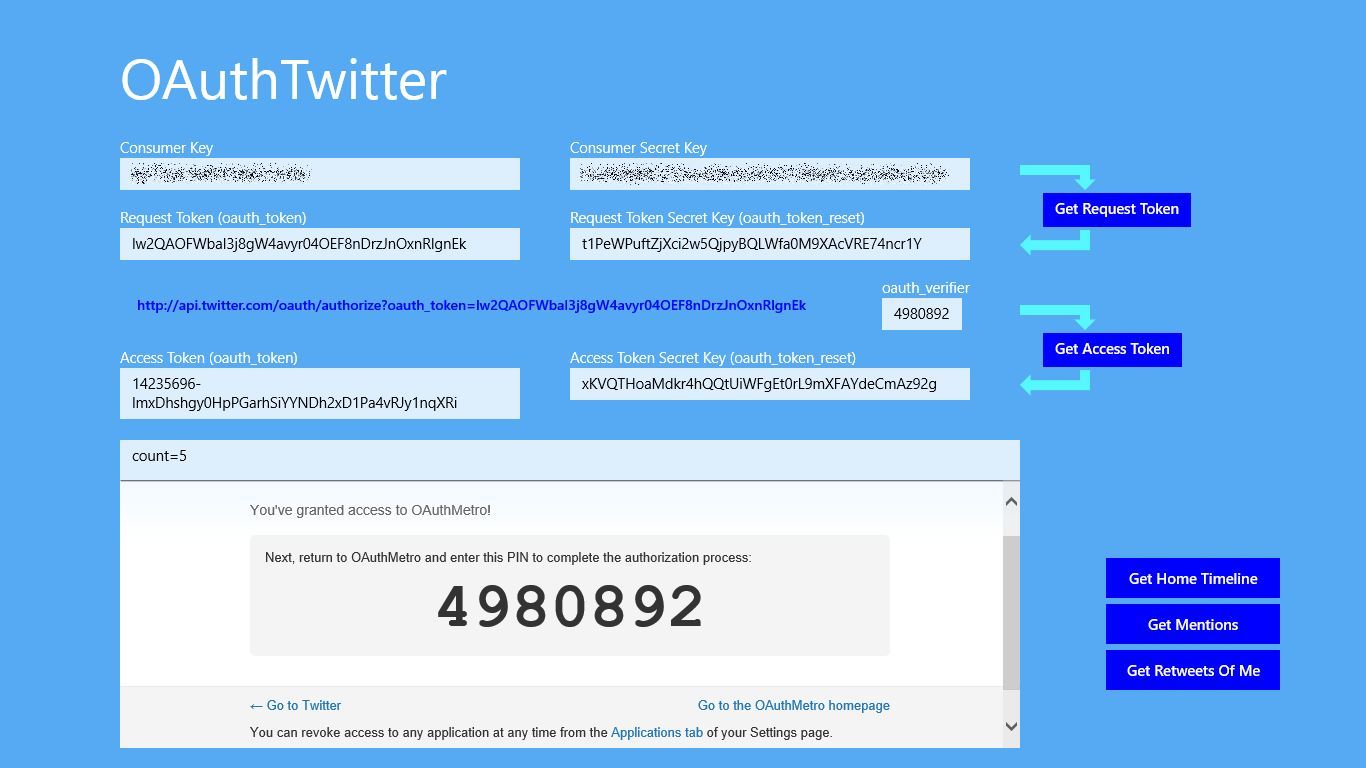 OAuthTwitter
Consumer Key
Consumer Secret Key
Get Request Token
Request Token (oauth_token)
Request Token Secret Key (oauth_token_reset)
lw2QAOFWbaI3j8gW4avyr04OEF8nDrzJnOxnRlgnEk
t1PeWPuftZjXci2w5QjpyBQLWfa0M9XAcVRE74ncr1Y
oauth_verifier
http://api.twitter.com/oauth/authorize?oauth_token=lw2QAOFWbaI3j8gW4avyr04OEF8nDrzJnOxnRlgnEk
4980892
Get Access Token
Access Token (oauth_token)
Access Token Secret Key (oauth_token_reset)
14235696-
lmxDhshgy0HpPGarhSiYYNDh2xD1Pa4vRJy1nqXRi
xKVQTHoaMdkr4hQQtUiWFgEt0rL9mXFAYdeCmAz92g
count=5
You've granted access to OAuthMetro!
Next, return to OAuthMetro and enter this PIN to complete the authorization process:
4980892
← Go to Twitter
Go to the OAuthMetro homepage
You can revoke access to any application at any time from the Applications tab of your Settings page.
Get Home Timeline
Get Mentions
Get Retweets Of Me